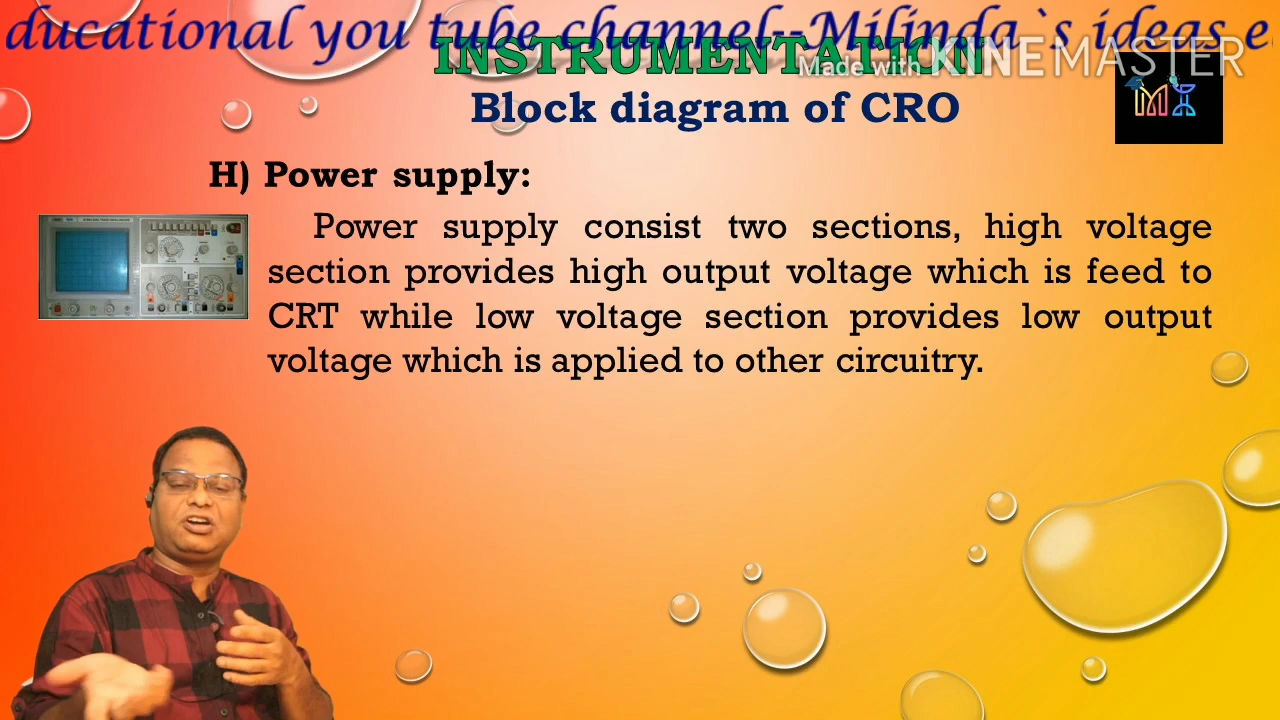 ducational you tube channel--Milinda`s ideas e
INSTRUMENTATION
Made with KINEMASTER
Block diagram of CRO
H) Power supply:
Power supply consist two sections, high voltage
section provides high output voltage which is feed to
CRT while low voltage section provides low output
voltage which is applied to other circuitry.